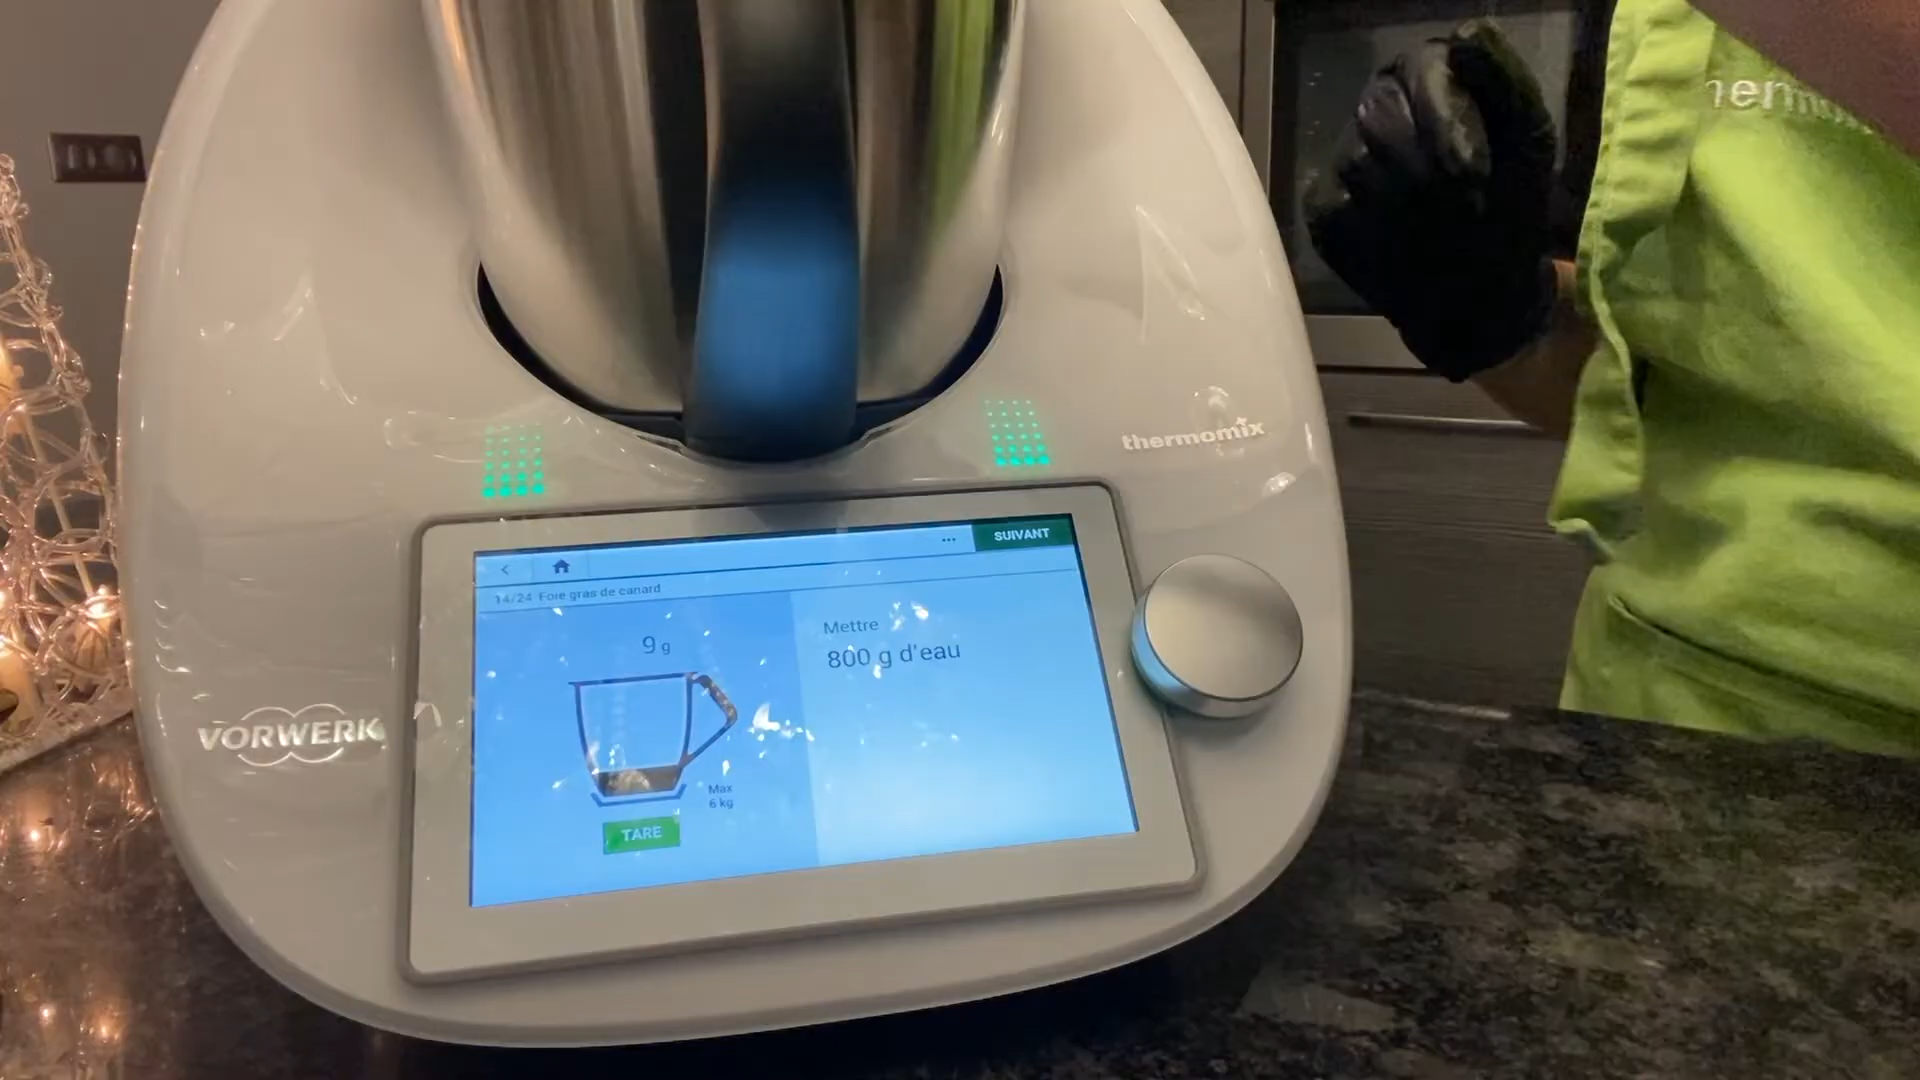 thermomix
SUIVANT
14/24 Foie gras de canard
9 g
Mettre
800 g d'eau
Max
6 kg
TARE
VORWERK